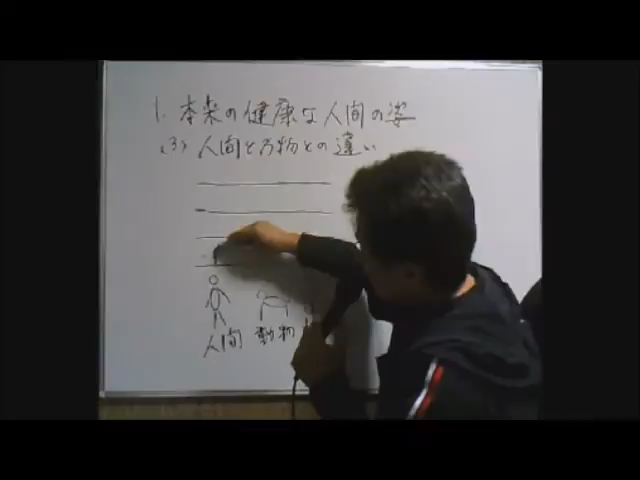 1. 本来の健康な人間の姿
(3) 人間と万物との違い
人間 動物